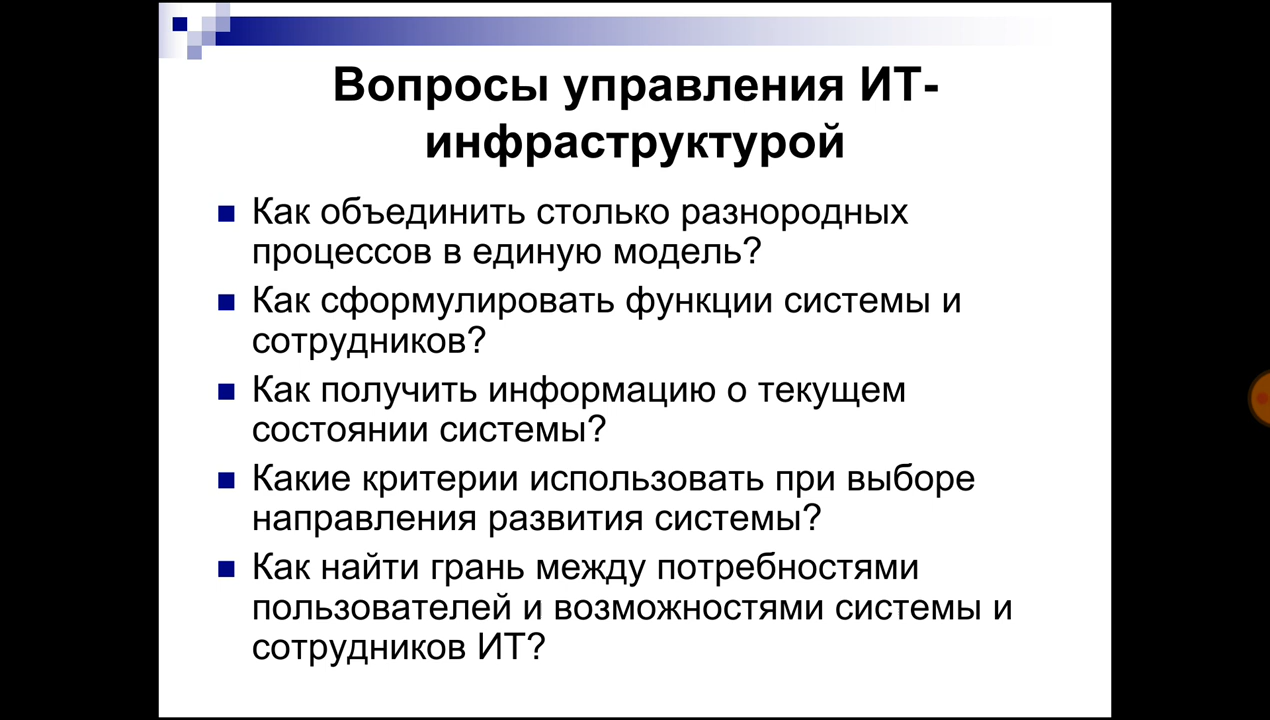 Вопросы управления ИТ-
инфраструктурой
Как объединить столько разнородных
процессов в единую модель?
Как сформулировать функции системы и
сотрудников?
Как получить информацию о текущем
состоянии системы?
Какие критерии использовать при выборе
направления развития системы?
Как найти грань между потребностями
пользователей и возможностями системы и
сотрудников ИТ?